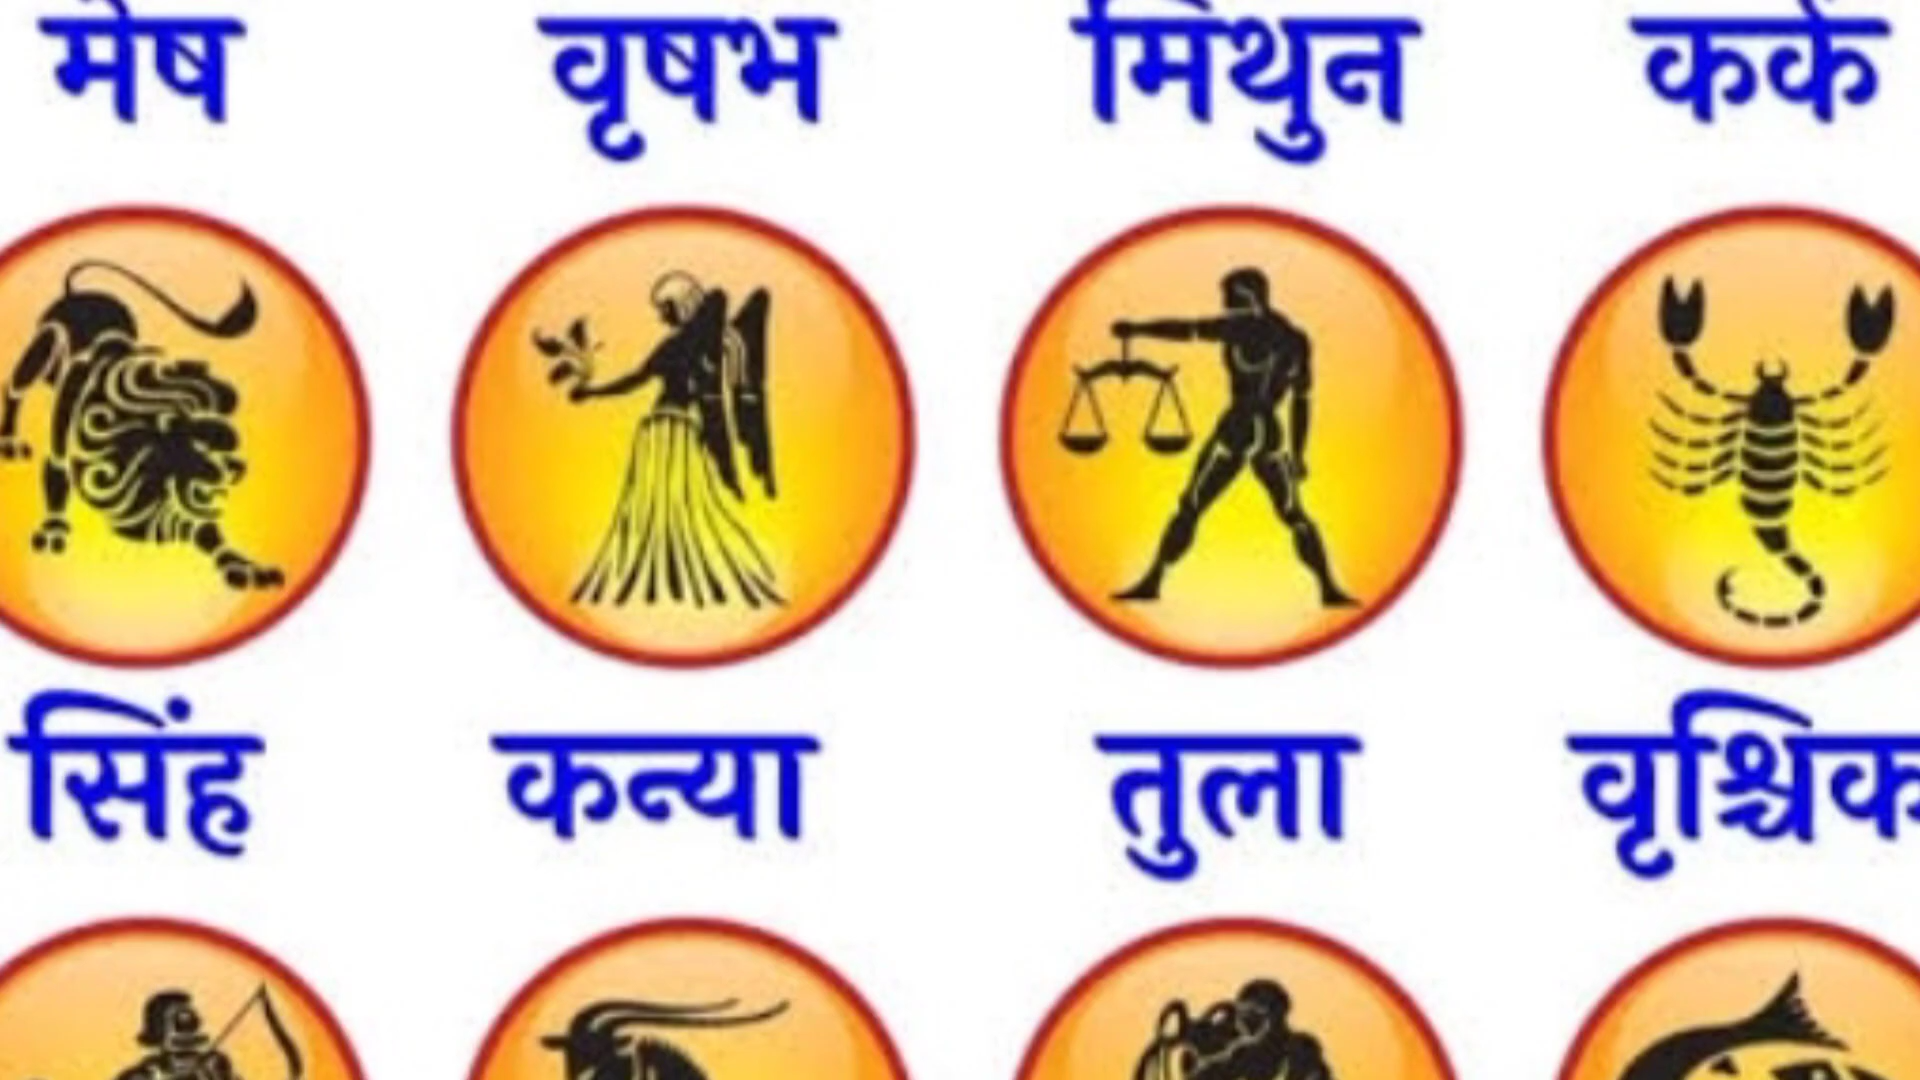 मेष वृषभ मिथुन कर्क
सिंह कन्या तुला वृश्चिक